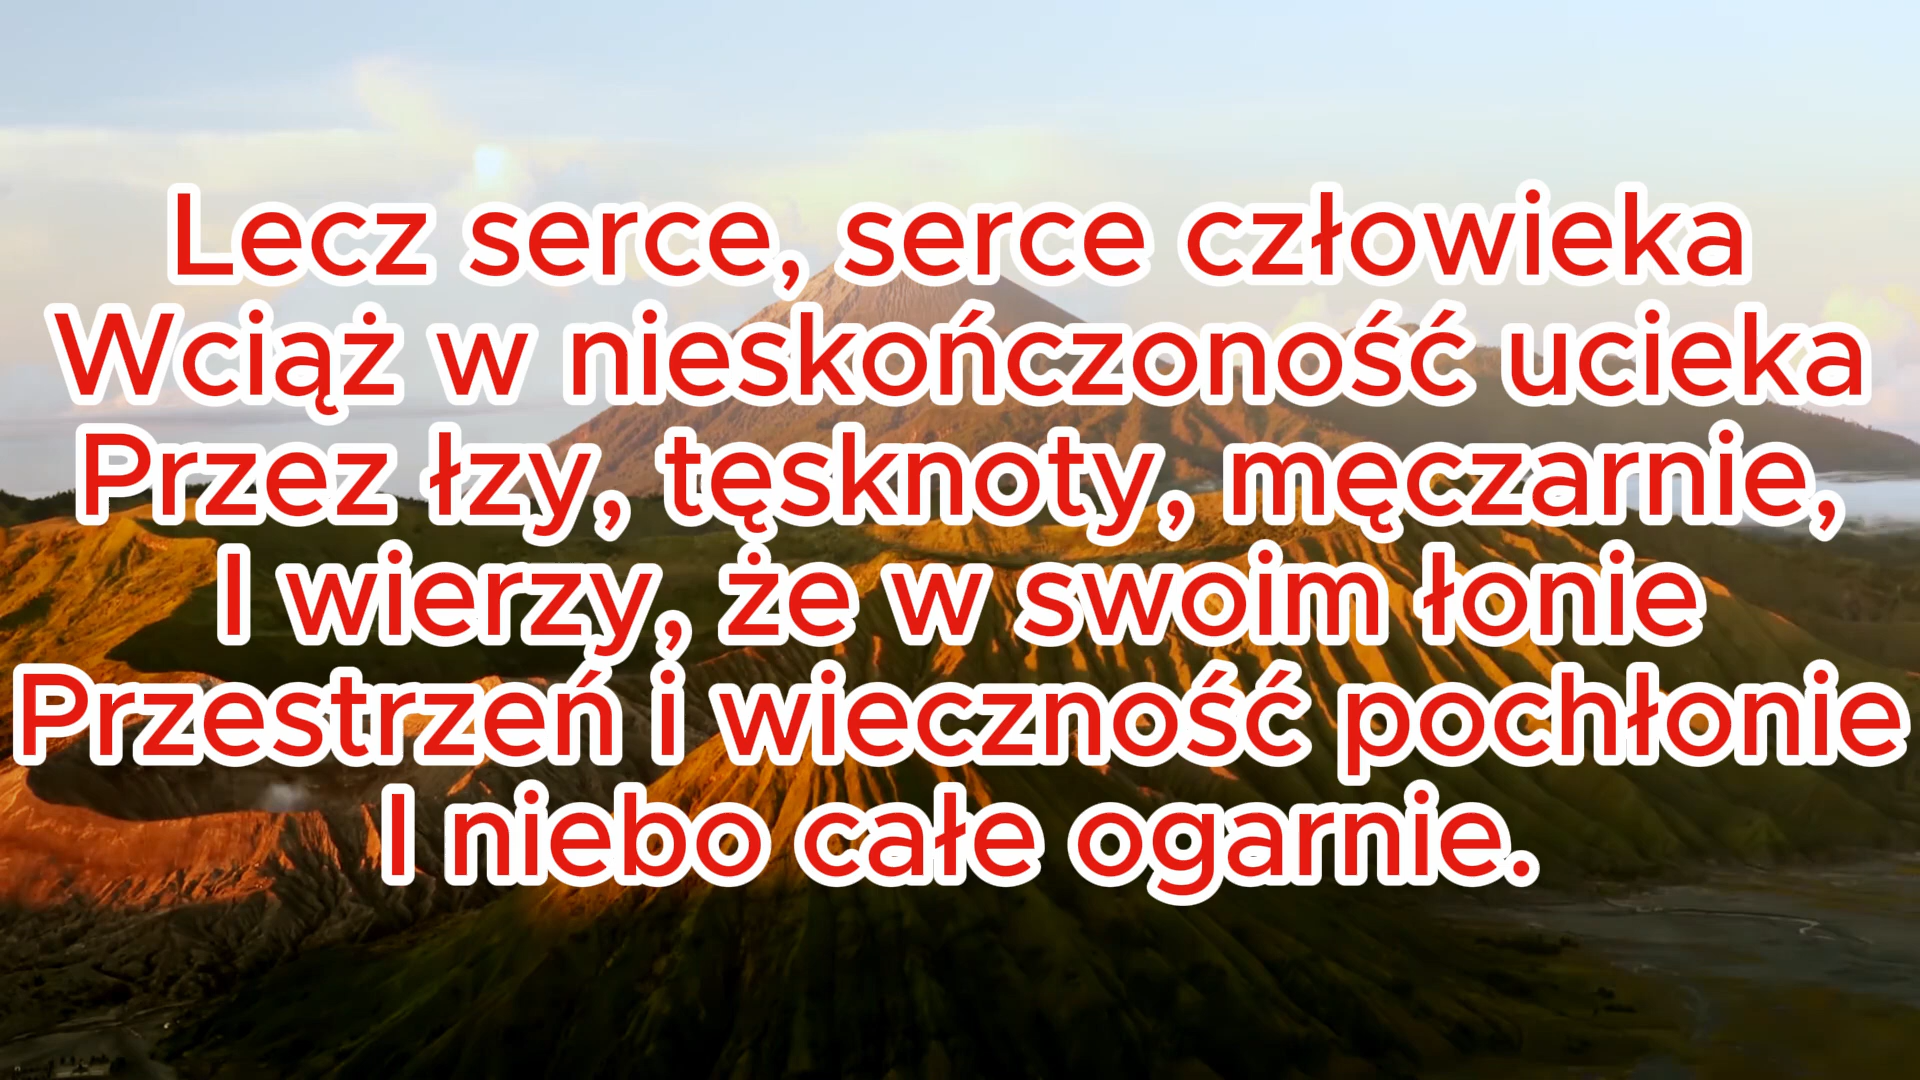 Lecz serce, serce człowieka
Wciąż w nieskończoność ucieka
Przez łzy, tęsknoty, męczarnie,
I wierzy, że w swoim łonie
Przestrzeń i wieczność pochłonie
I niebo całe ogarnie.